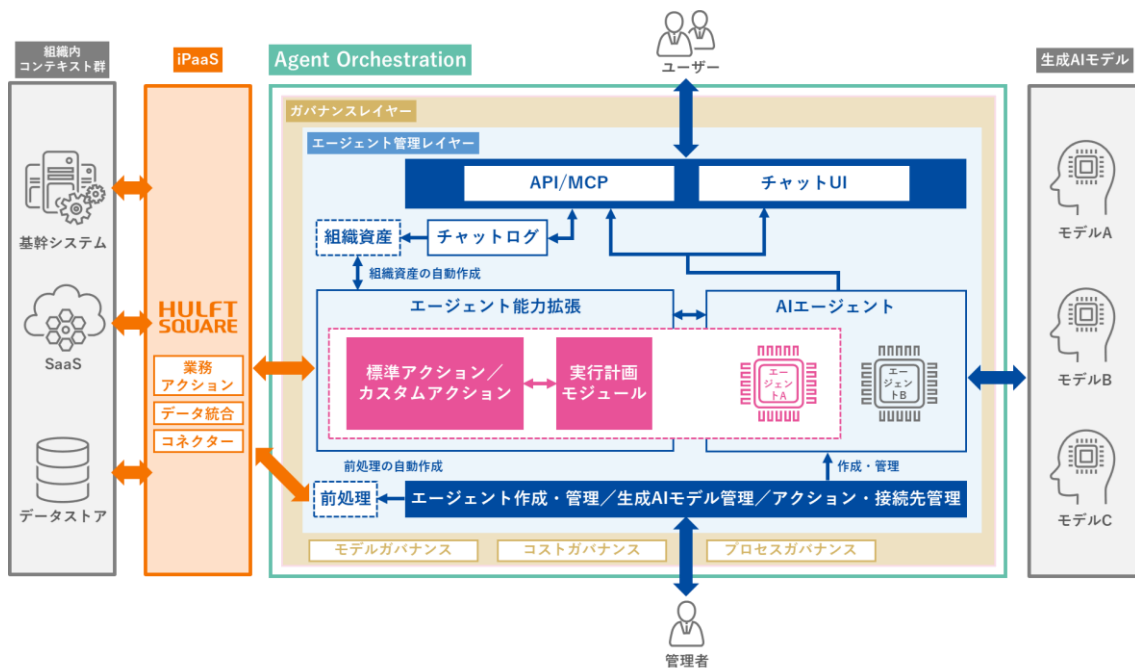 組織内
コンテキスト群
iPaaS
Agent Orchestration
ユーザー
生成AIモデル
ガバナンスレイヤー
エージェント管理レイヤー
API/MCP
チャットUI
組織資産
チャットログ
組織資産の自動作成
基幹システム
SaaS
データストア
HULFT
SQUARE
業務
アクション
データ統合
コネクター
エージェント能力拡張
AIエージェント
標準アクション／
カスタムアクション
実行計画
モジュール
エー
ジェン
トA
エー
ジェン
トB
前処理の自動作成
作成・管理
前処理
エージェント作成・管理／生成AIモデル管理／アクション・接続先管理
モデルガバナンス
コストガバナンス
プロセスガバナンス
管理者
モデルA
モデルB
モデルC